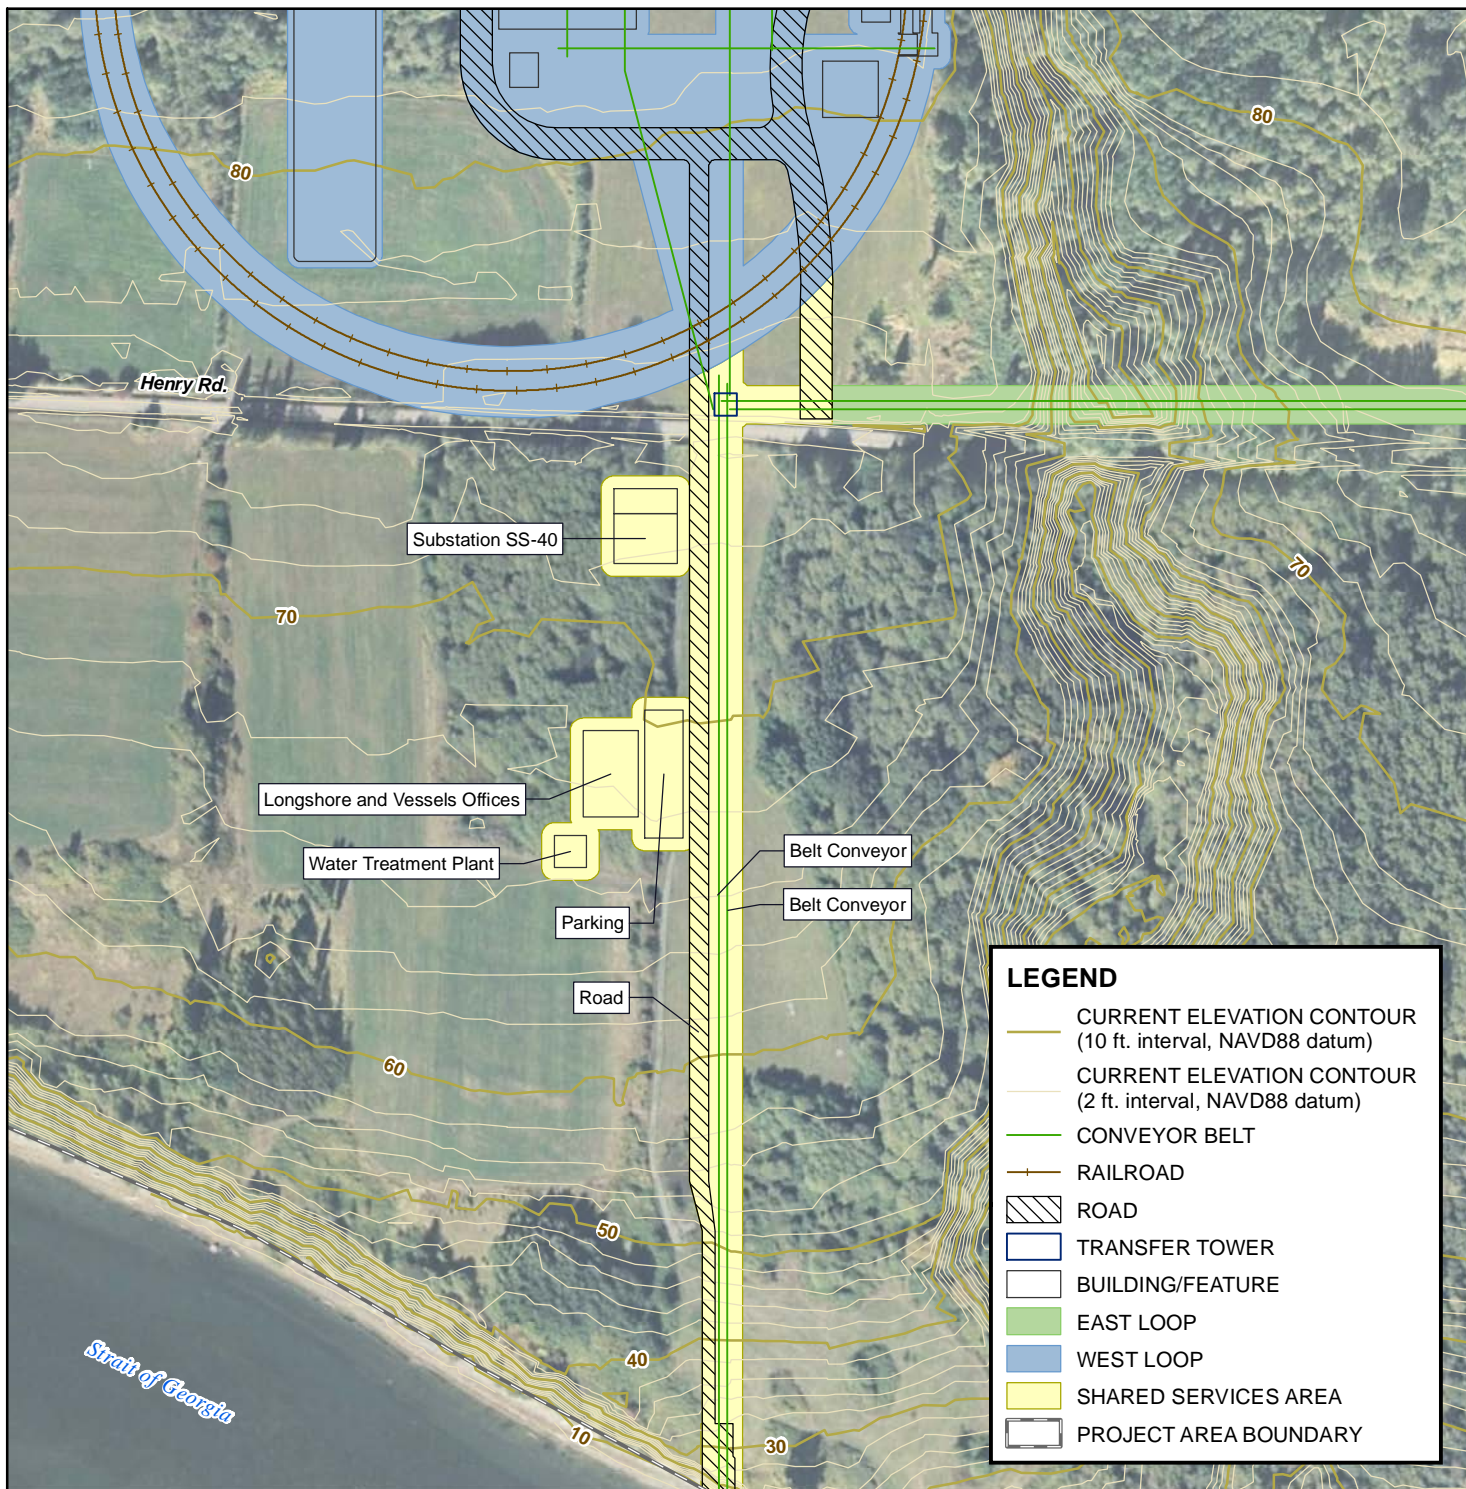 80
80
Henry Rd.
Substation SS-40
70
70
Longshore and Vessels Offices
Water Treatment Plant
Belt Conveyor
Belt Conveyor
Parking
Road
60
50
40
30
10
Strait of Georgia
LEGEND
CURRENT ELEVATION CONTOUR
(10 ft. interval, NAVD88 datum)
CURRENT ELEVATION CONTOUR
(2 ft. interval, NAVD88 datum)
CONVEYOR BELT
RAILROAD
ROAD
TRANSFER TOWER
BUILDING/FEATURE
EAST LOOP
WEST LOOP
SHARED SERVICES AREA
PROJECT AREA BOUNDARY